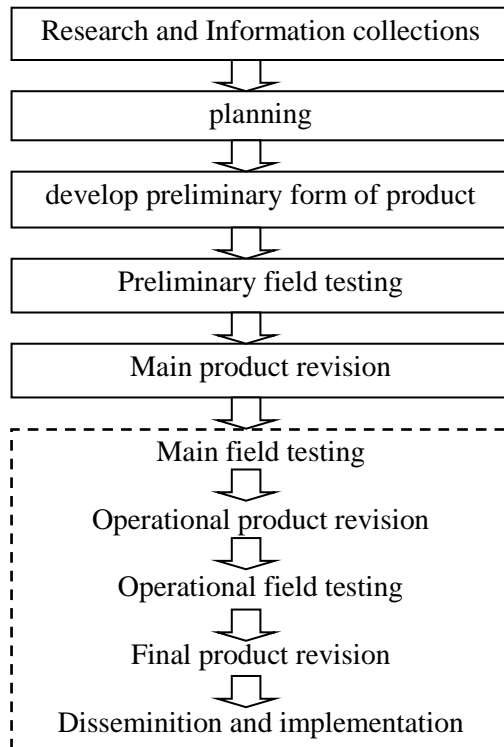 Research and Information collections
planning
develop preliminary form of product
Preliminary field testing
Main product revision
Main field testing
Operational product revision
Operational field testing
Final product revision
Disseminition and implementation